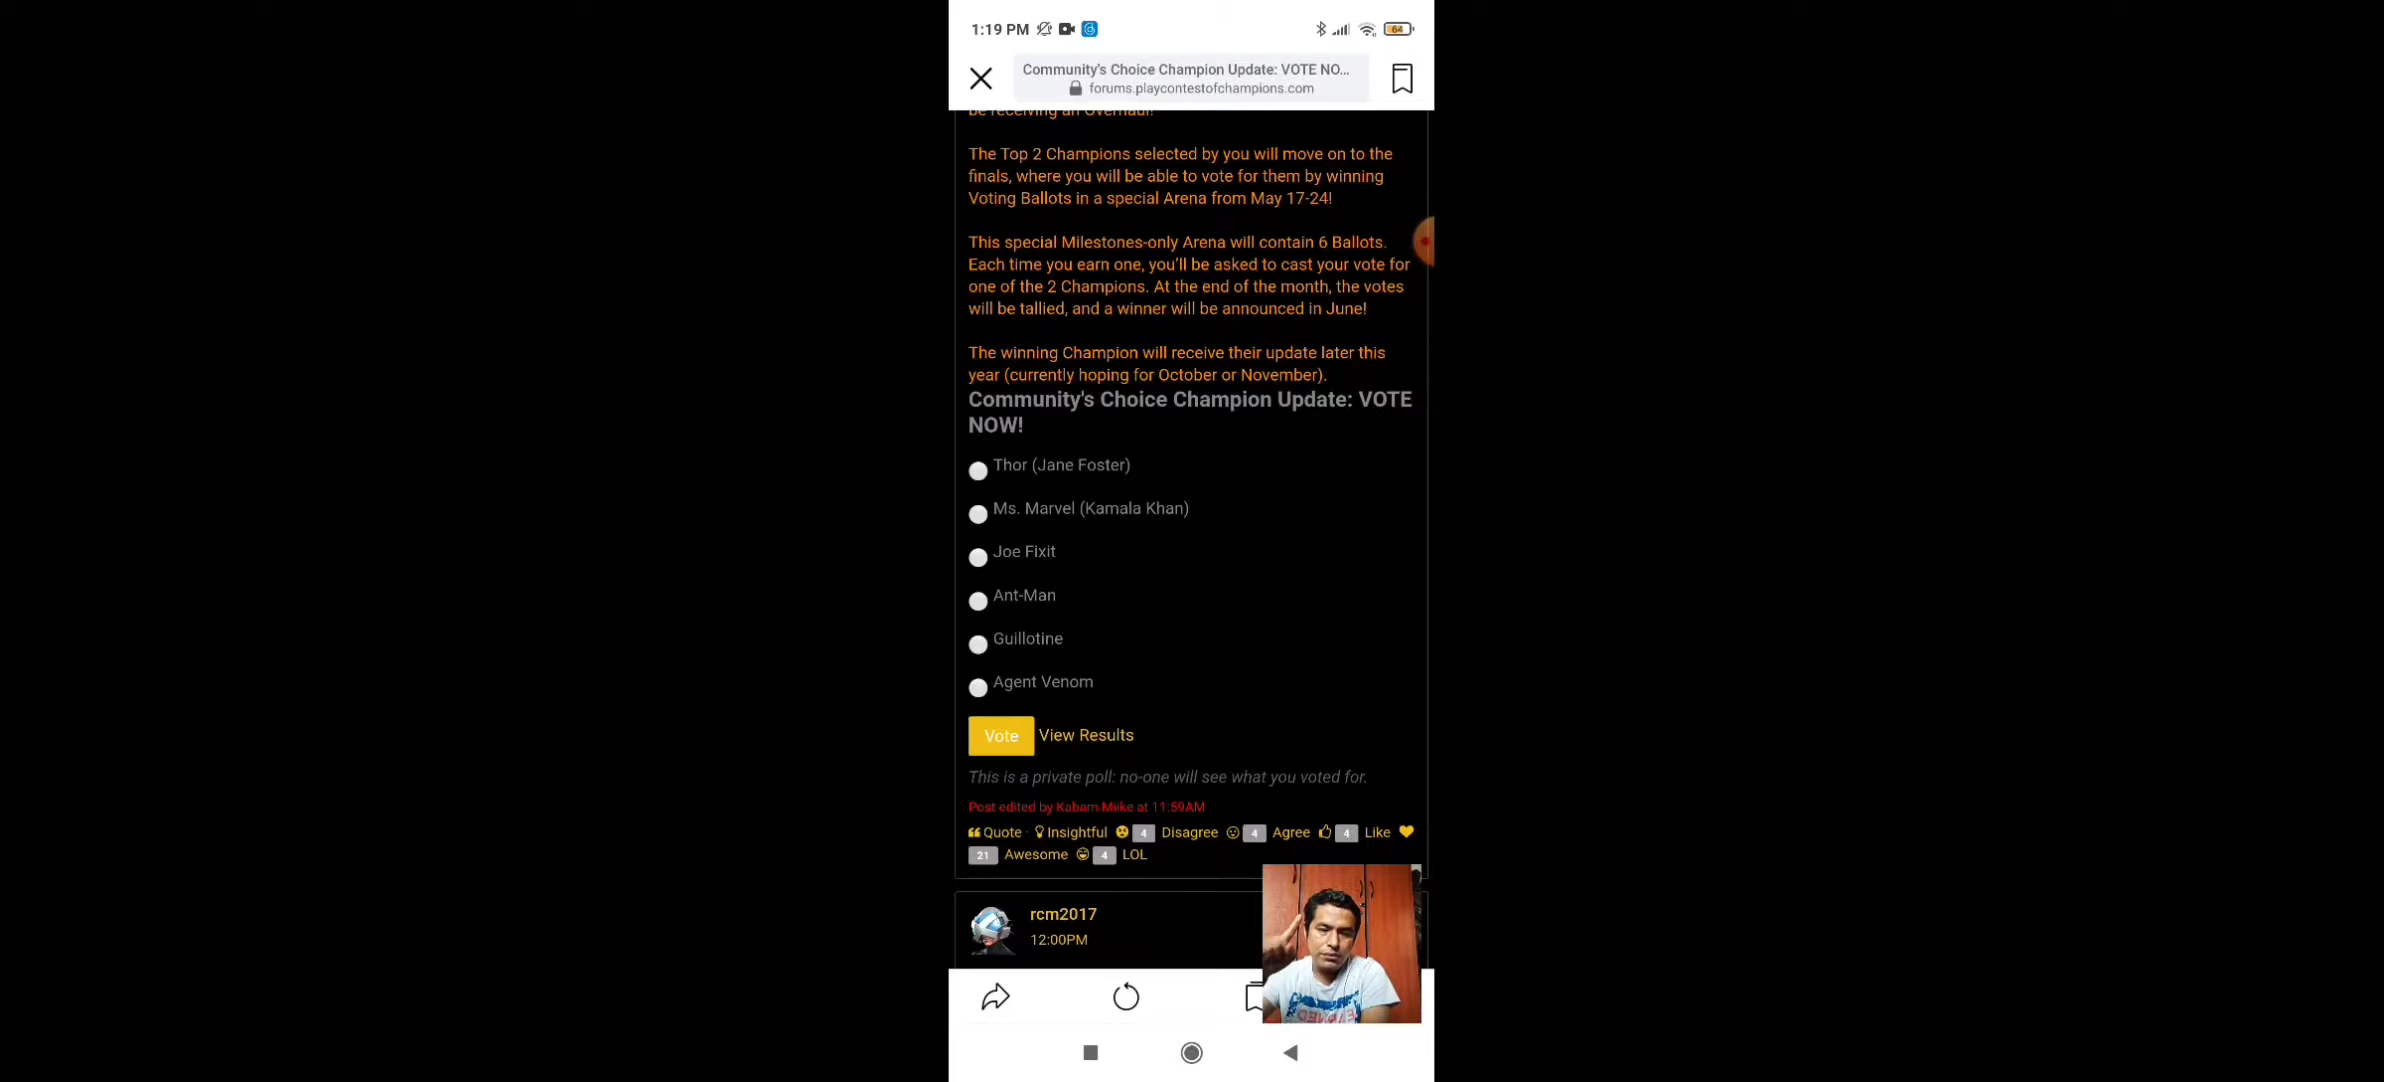 1:19 PM
64
Community's Choice Champion Update: VOTE NO...
forums.playcontestofchampions.com
be receiving an Overhaul!
The Top 2 Champions selected by you will move on to the
finals, where you will be able to vote for them by winning
Voting Ballots in a special Arena from May 17-24!
This special Milestones-only Arena will contain 6 Ballots.
Each time you earn one, you'll be asked to cast your vote for
one of the 2 Champions. At the end of the month, the votes
will be tallied, and a winner will be announced in June!
The winning Champion will receive their update later this
year (currently hoping for October or November).
Community's Choice Champion Update: VOTE
NOW!
Thor (Jane Foster)
Ms. Marvel (Kamala Khan)
Joe Fixit
Ant-Man
Guillotine
Agent Venom
Vote View Results
This is a private poll: no-one will see what you voted for.
Post edited by Kabam Miike at 11:59AM
Quote · Insightful 4 Disagree 4 Agree 4 Like
21 Awesome 4 LOL
rcm2017
12:00PM